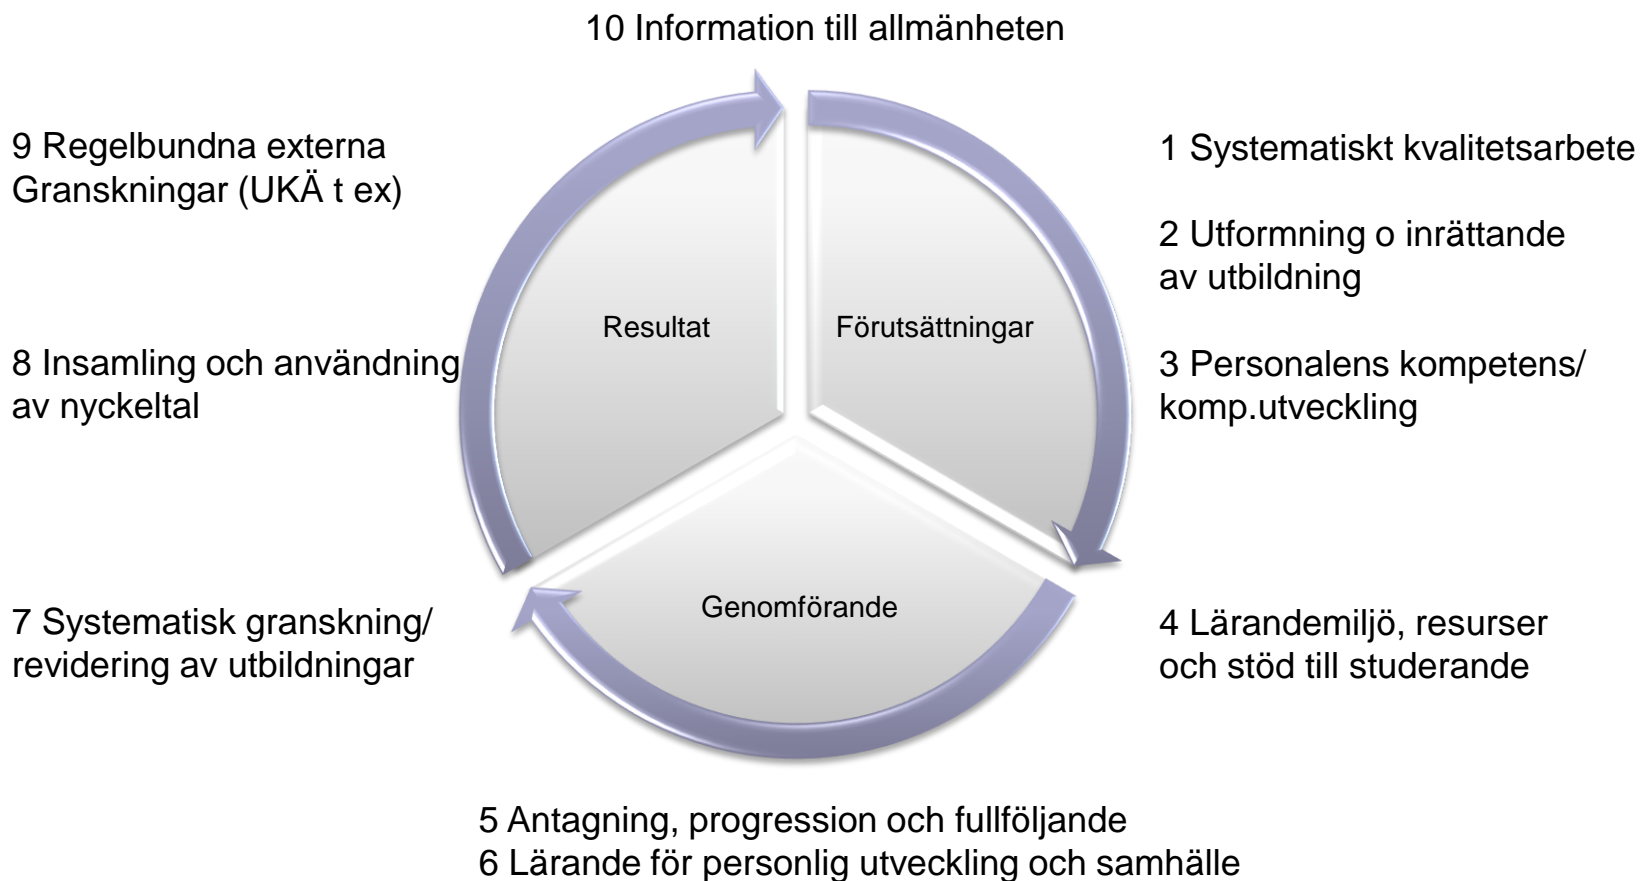 10 Information till allmänheten
1 Systematiskt kvalitetsarbete
2 Utformning o inrättande
av utbildning
3 Personalens kompetens/
komp.utveckling
4 Lärandemiljö, resurser
och stöd till studerande
5 Antagning, progression och fullföljande
6 Lärande för personlig utveckling och samhälle
7 Systematisk granskning/
revidering av utbildningar
8 Insamling och användning
av nyckeltal
9 Regelbundna externa
Granskningar (UKÄ t ex)
Resultat
Förutsättningar
Genomförande